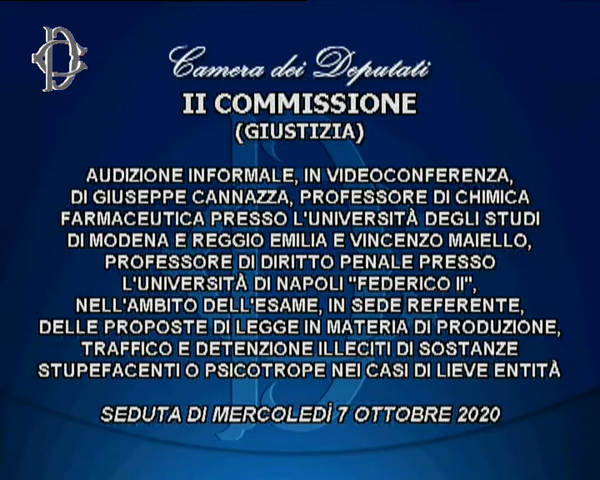 Camera dei Deputati
II COMMISSIONE
(GIUSTIZIA)
AUDIZIONE INFORMALE, IN VIDEOCONFERENZA,
DI GIUSEPPE CANNAZZA, PROFESSORE DI CHIMICA
FARMACEUTICA PRESSO L'UNIVERSITÀ DEGLI STUDI
DI MODENA E REGGIO EMILIA E VINCENZO MAIELLO,
PROFESSORE DI DIRITTO PENALE PRESSO
L'UNIVERSITÀ DI NAPOLI "FEDERICO II",
NELL'AMBITO DELL'ESAME, IN SEDE REFERENTE,
DELLE PROPOSTE DI LEGGE IN MATERIA DI PRODUZIONE,
TRAFFICO E DETENZIONE ILLECITI DI SOSTANZE
STUPEFACENTI O PSICOTROPE NEI CASI DI LIEVE ENTITÀ
SEDUTA DI MERCOLEDÌ 7 OTTOBRE 2020